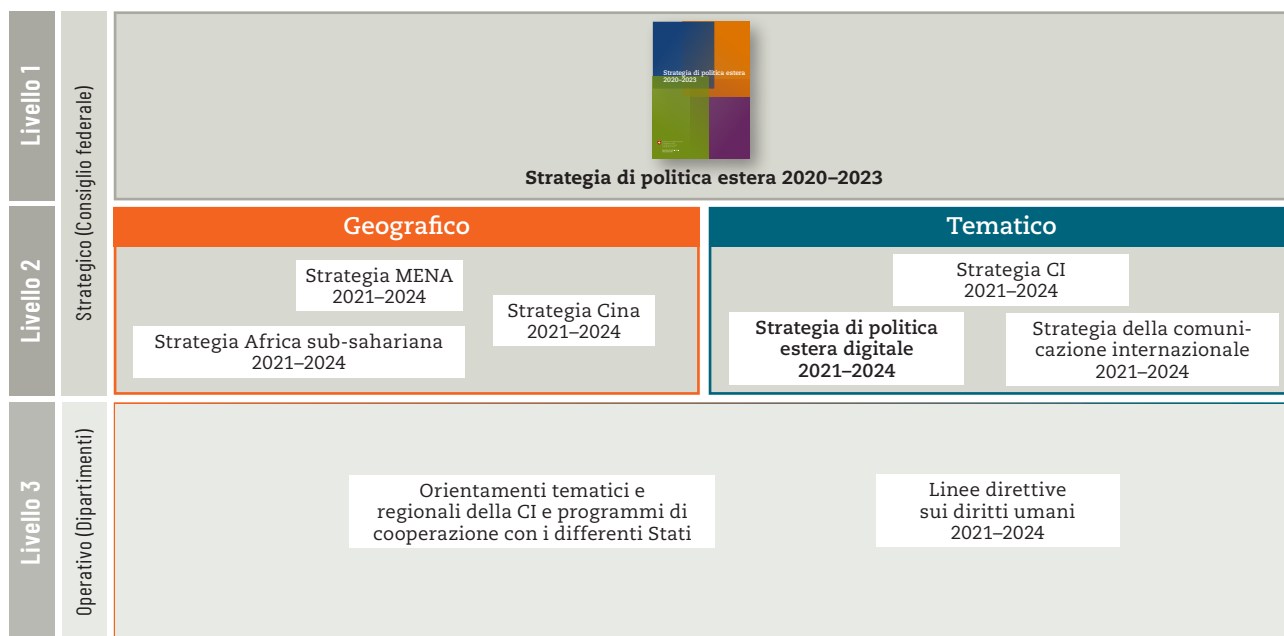 Livello 1
Strategico (Consiglio federale)
Strategia di politica estera
2020–2023
Strategia di politica estera 2020–2023
Livello 2
Geografico
Strategia MENA
2021–2024
Strategia Cina
2021–2024
Strategia Africa sub-sahariana
2021–2024
Tematico
Strategia CI
2021–2024
Strategia di politica
estera digitale
2021–2024
Strategia della comuni-
cazione internazionale
2021–2024
Livello 3
Operativo (Dipartimenti)
Orientamenti tematici e
regionali della CI e programmi di
cooperazione con i differenti Stati
Linee direttive
sui diritti umani
2021–2024